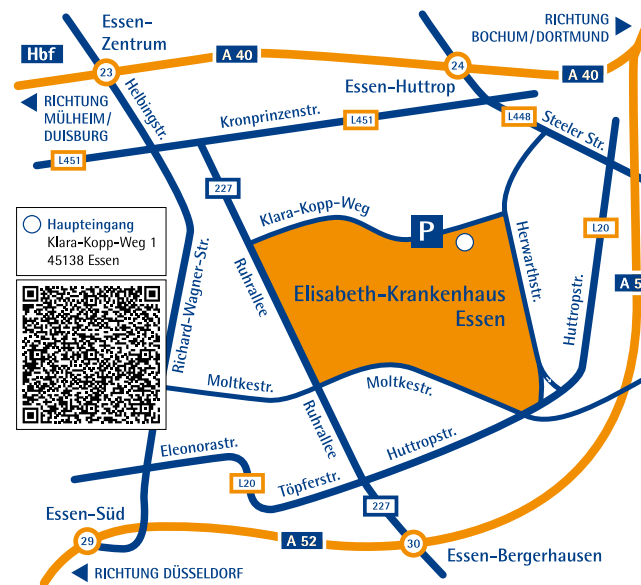 Essen-
Zentrum
Hbf
23
A 40
24
A 40
RICHTUNG
BOCHUM/DORTMUND
RICHTUNG
MÜLHEIM/
DUISBURG
Helbingstr.
Essen-Huttrop
Kronprinzenstr.
L451
L451
L448
Steeler Str.
227
Klara-Kopp-Weg
P
L20
Haupteingang
Klara-Kopp-Weg 1
45138 Essen
Richard-Wagner-Str.
Ruhrallee
Elisabeth-Krankenhaus
Essen
Herwarthstr.
Huttropstr.
A 5
Moltkestr.
Moltkestr.
Ruhrallee
Eleonorastr.
Huttropstr.
L20
Töpferstr.
227
Essen-Süd
29
A 52
30
Essen-Bergerhausen
RICHTUNG DÜSSELDORF